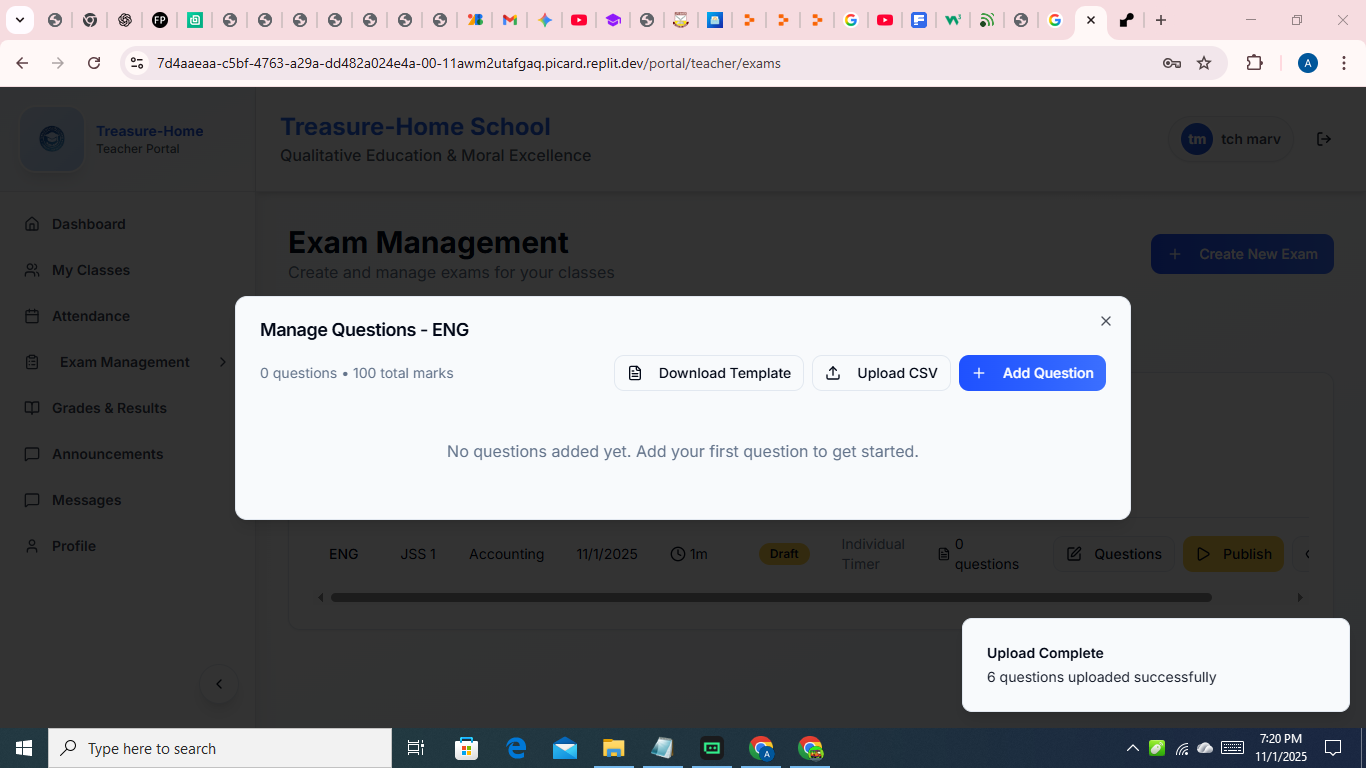 7d4aaeaa-c5bf-4763-a29a-dd482a024e4a-00-11awm2utafgaq.picard.replit.dev/portal/teacher/exams
A
Treasure-Home
Teacher Portal
Treasure-Home School
Qualitative Education & Moral Excellence
tm tch marv
Dashboard
My Classes
Attendance
Exam Management
Grades & Results
Announcements
Messages
Profile
Exam Management
Create and manage exams for your classes
Create New Exam
Manage Questions - ENG
0 questions • 100 total marks
Download Template
Upload CSV
Add Question
No questions added yet. Add your first question to get started.
ENG JSS 1 Accounting 11/1/2025 1m Draft Individual Timer 0 questions Questions Publish
Upload Complete
6 questions uploaded successfully
Type here to search
7:20 PM
11/1/2025